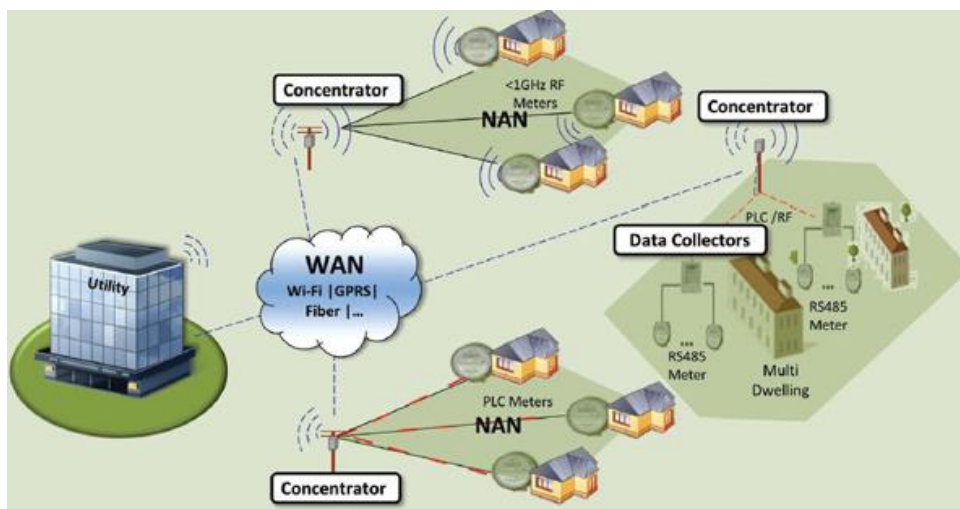 Concentrator
<1GHz RF
Meters
NAN
Concentrator
PLC /RF
Data Collectors
WAN
Wi-Fi |GPRS|
Fiber |...
Utility
...
RS485
Meter
...
RS485
Meter
Multi
Dwelling
PLC Meters
NAN
Concentrator